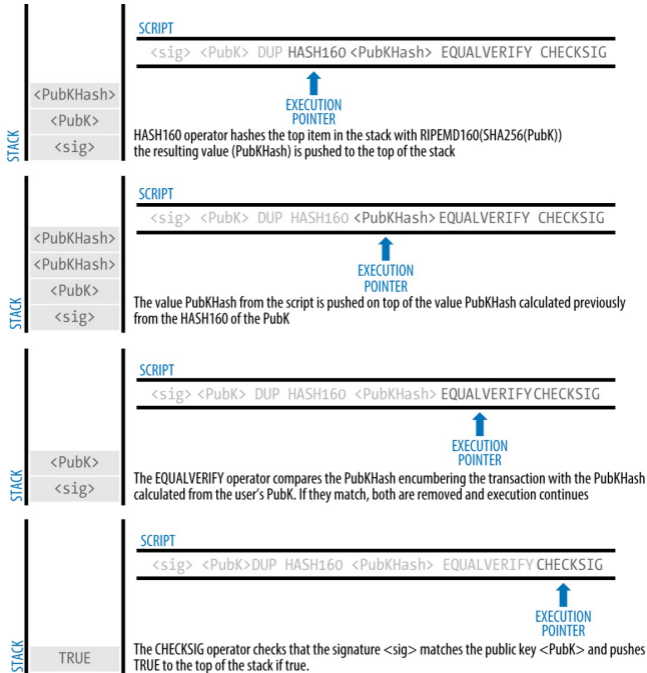 SCRIPT
<sig> <PubK> DUP HASH160 <PubKHash> EQUALVERIFY CHECKSIG
EXECUTION
POINTER
<PubKHash>
<PubK>
<sig>
STACK
HASH160 operator hashes the top item in the stack with RIPEMD160(SHA256(PubK))
the resulting value (PubKHash) is pushed to the top of the stack
SCRIPT
<sig> <PubK> DUP HASH160 <PubKHash> EQUALVERIFY CHECKSIG
EXECUTION
POINTER
<PubKHash>
<PubKHash>
<PubK>
<sig>
STACK
The value PubKHash from the script is pushed on top of the value PubKHash calculated previously
from the HASH160 of the PubK
SCRIPT
<sig> <PubK> DUP HASH160 <PubKHash> EQUALVERIFY CHECKSIG
EXECUTION
POINTER
<PubK>
<sig>
STACK
The EQUALVERIFY operator compares the PubKHash encumbering the transaction with the PubKHash
calculated from the user's PubK. If they match, both are removed and execution continues
SCRIPT
<sig> <PubK>DUP HASH160 <PubKHash> EQUALVERIFY CHECKSIG
EXECUTION
POINTER
TRUE
STACK
The CHECKSIG operator checks that the signature <sig> matches the public key <PubK> and pushes
TRUE to the top of the stack if true.